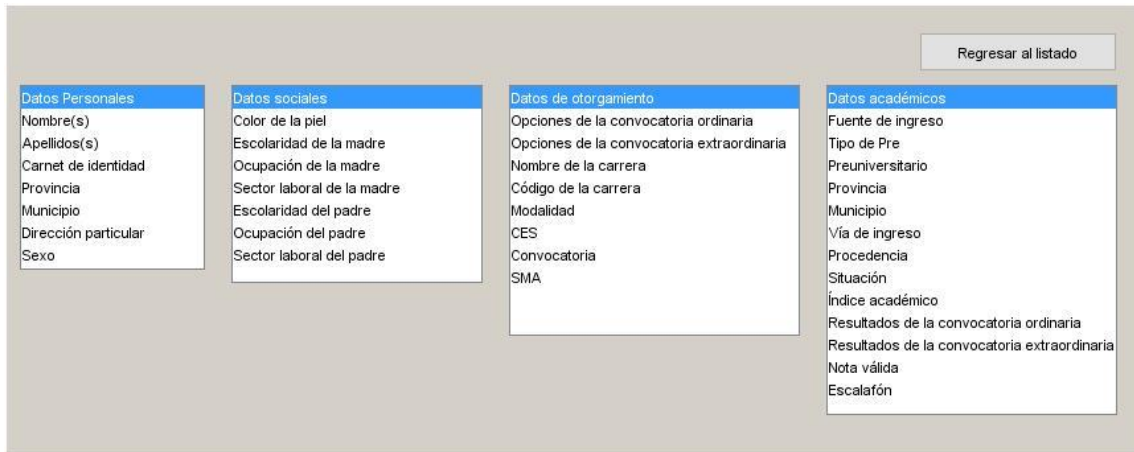 Regresar al listado
Datos Personales
Nombre(s)
Apellidos(s)
Carnet de identidad
Provincia
Municipio
Dirección particular
Sexo
Datos sociales
Color de la piel
Escolaridad de la madre
Ocupación de la madre
Sector laboral de la madre
Escolaridad del padre
Ocupación del padre
Sector laboral del padre
Datos de otorgamiento
Opciones de la convocatoria ordinaria
Opciones de la convocatoria extraordinaria
Nombre de la carrera
Código de la carrera
Modalidad
CES
Convocatoria
SMA
Datos académicos
Fuente de ingreso
Tipo de Pre
Preuniversitario
Provincia
Municipio
Vía de ingreso
Procedencia
Situación
Índice académico
Resultados de la convocatoria ordinaria
Resultados de la convocatoria extraordinaria
Nota válida
Escalafón